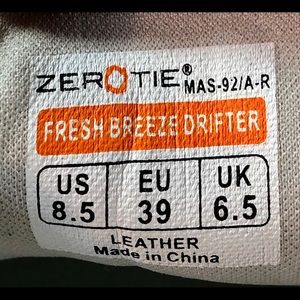 ZEROTIE® MAS-92/A-R
FRESH BREEZE DRIFTER
US EU UK
8.5 39 6.5
LEATHER
Made in China